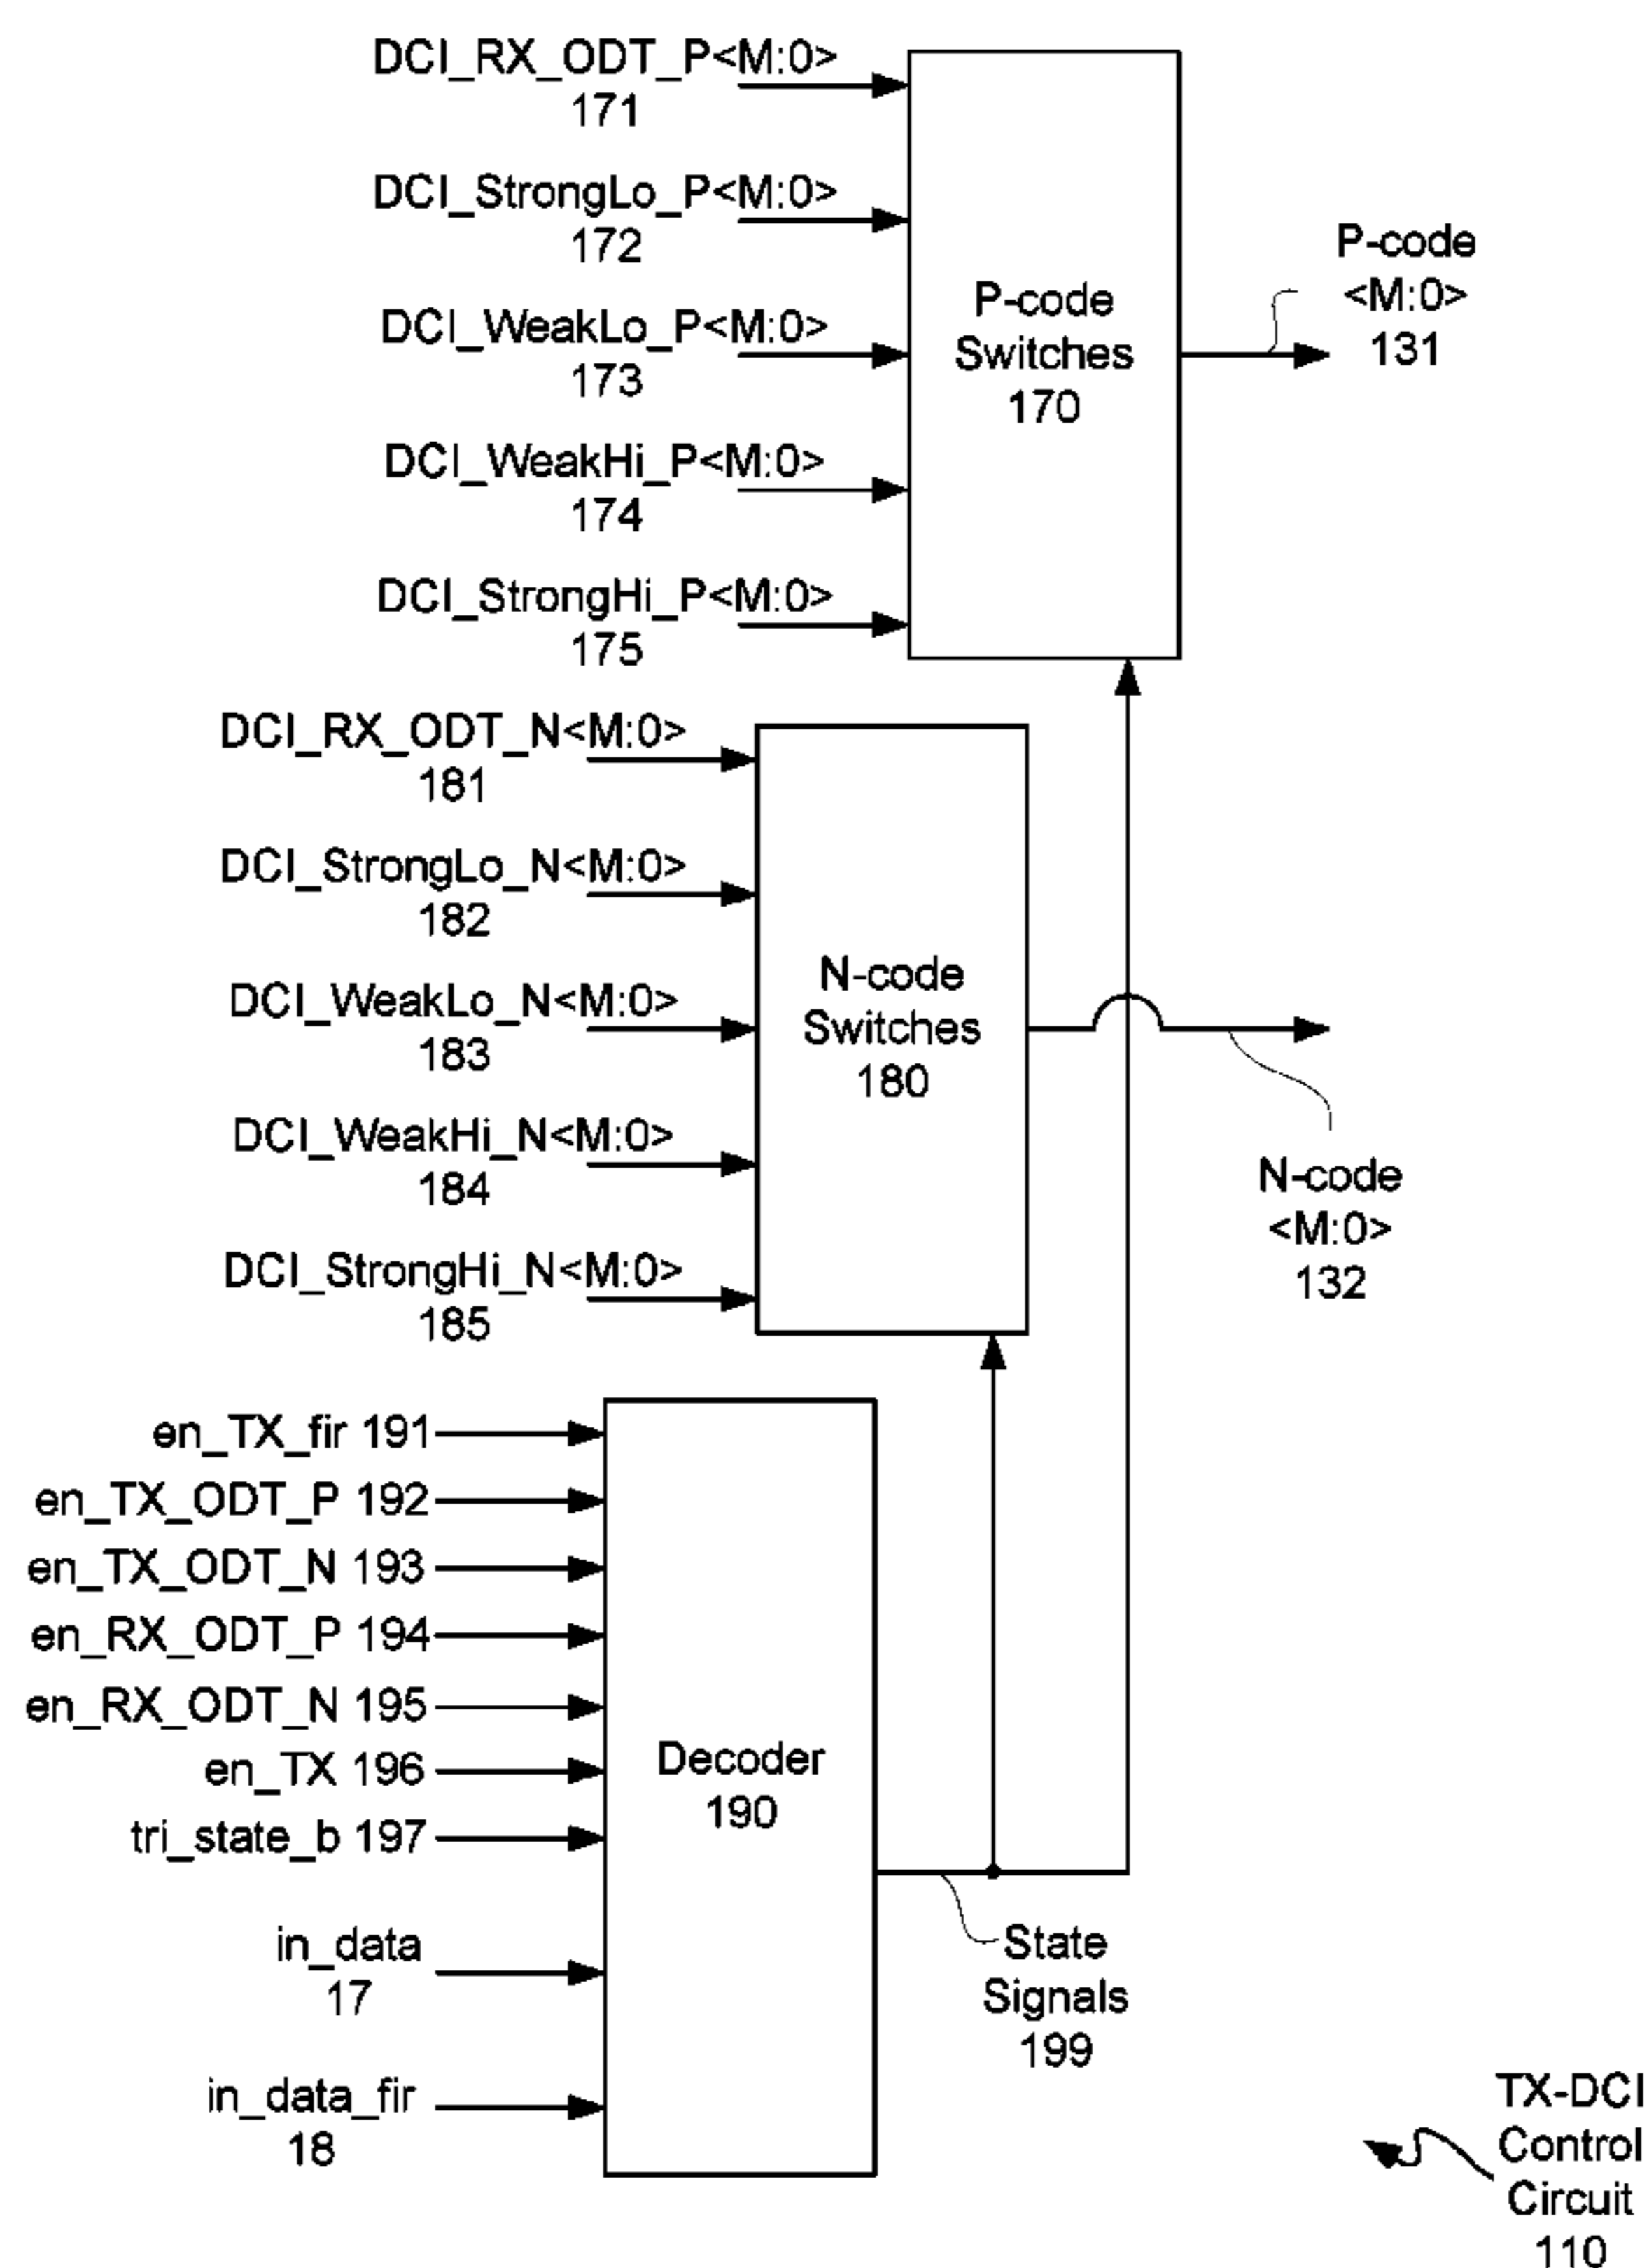 DCI_RX_ODT_P<M:0>
171
DCI_StrongLo_P<M:0>
172
DCI_WeakLo_P<M:0>
173
DCI_WeakHi_P<M:0>
174
DCI_StrongHi_P<M:0>
175
P-code
Switches
170
P-code
<M:0>
131
DCI_RX_ODT_N<M:0>
181
DCI_StrongLo_N<M:0>
182
DCI_WeakLo_N<M:0>
183
DCI_WeakHi_N<M:0>
184
DCI_StrongHi_N<M:0>
185
N-code
Switches
180
N-code
<M:0>
132
en_TX_fir 191
en_TX_ODT_P 192
en_TX_ODT_N 193
en_RX_ODT_P 194
en_RX_ODT_N 195
en_TX 196
tri_state_b 197
in_data
17
in_data_fir
18
Decoder
190
State
Signals
199
TX-DCI
Control
Circuit
110